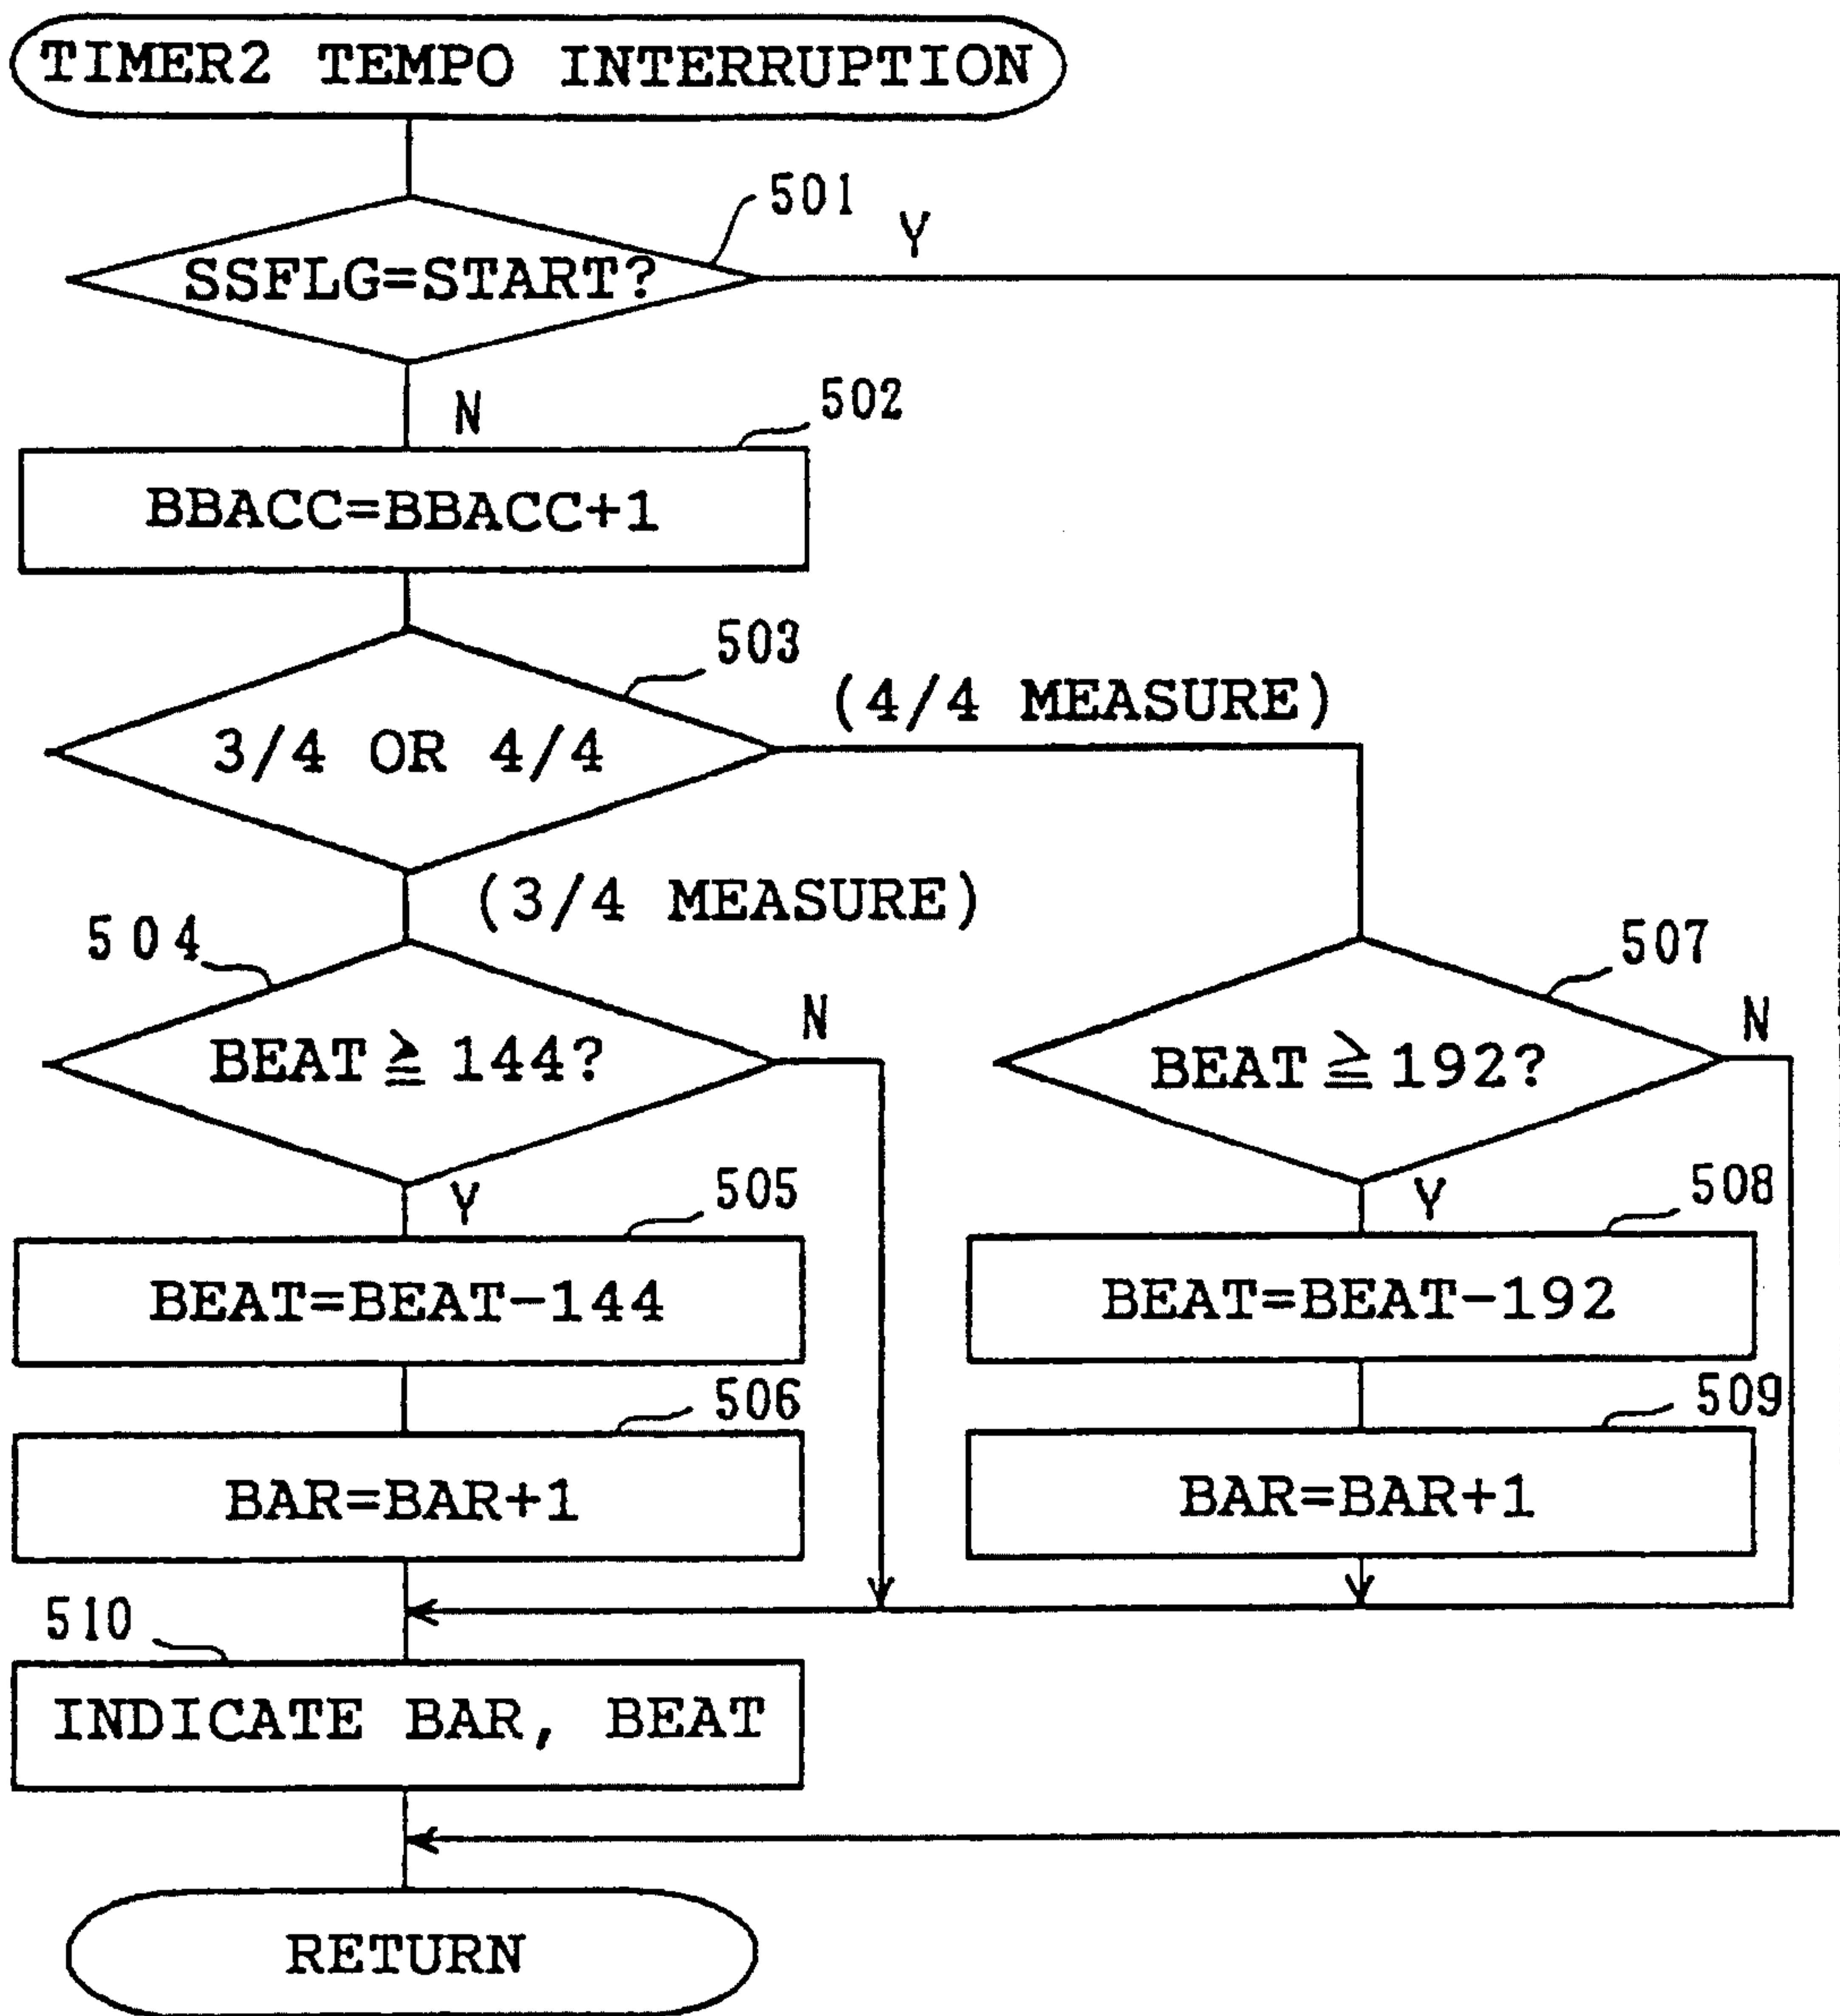 TIMER2 TEMPO INTERRUPTION
501
Y
SSFLG=START?
N
502
BBACC=BBACC+1
503
(4/4 MEASURE)
3/4 OR 4/4
(3/4 MEASURE)
504
N
BEAT ≧ 144?
507
N
BEAT ≧ 192?
Y
505
BEAT=BEAT-144
506
BAR=BAR+1
Y
508
BEAT=BEAT-192
509
BAR=BAR+1
510
INDICATE BAR, BEAT
RETURN